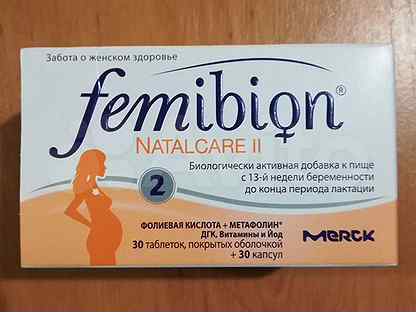 Забота о женском здоровье
femibion®
NATALCARE II
Биологически активная добавка к пище
с 13-й недели беременности
до конца периода лактации
2
ФОЛИЕВАЯ КИСЛОТА + МЕТАФОЛИН®
ДГК, Витамины и Йод
30 таблеток, покрытых оболочкой
+ 30 капсул
MERCK